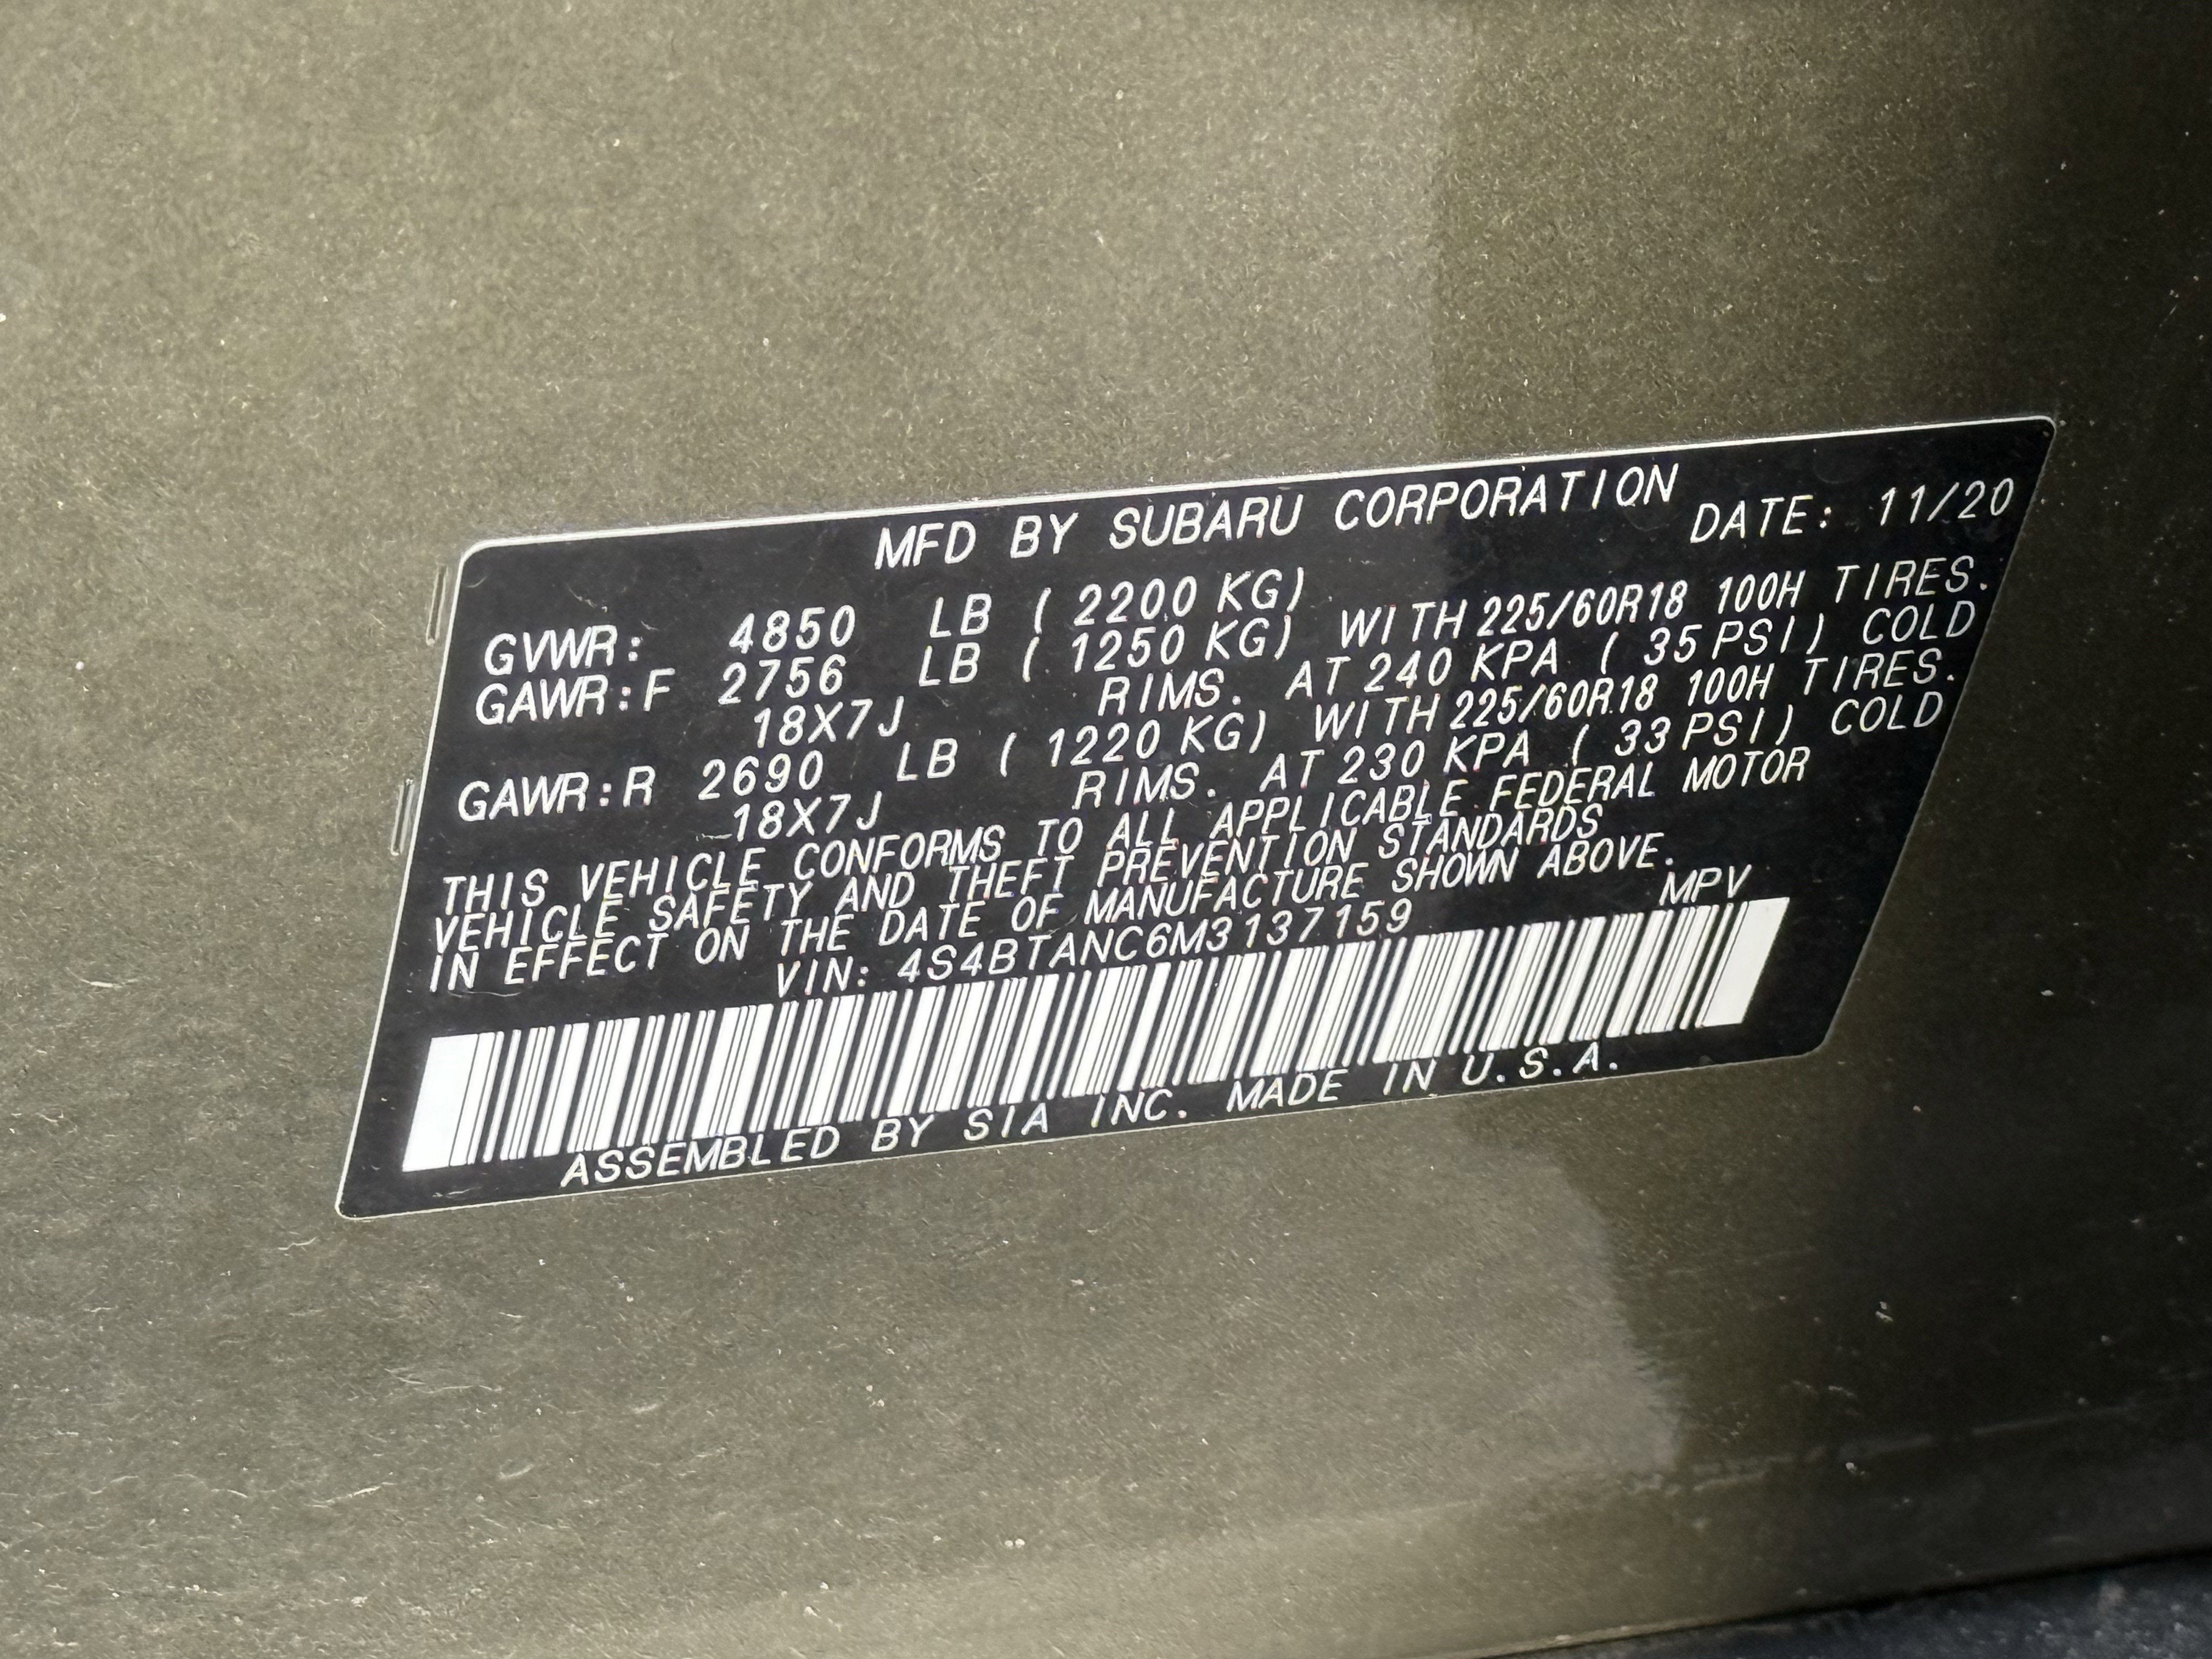 MFD BY SUBARU CORPORATION
DATE: 11/20
GVWR: 4850 LB ( 2200 KG)
GAWR:F 2756 LB ( 1250 KG) WITH 225/60R18 100H TIRES.
18X7J RIMS. AT 240 KPA ( 35 PSI) COLD
GAWR:R 2690 LB ( 1220 KG) WITH 225/60R18 100H TIRES.
18X7J RIMS. AT 230 KPA ( 33 PSI) COLD
THIS VEHICLE CONFORMS TO ALL APPLICABLE FEDERAL MOTOR
VEHICLE SAFETY AND THEFT PREVENTION STANDARDS
IN EFFECT ON THE DATE OF MANUFACTURE SHOWN ABOVE.
VIN: 4S4BTANC6M3137159 MPV
ASSEMBLED BY SIA INC. MADE IN U.S.A.